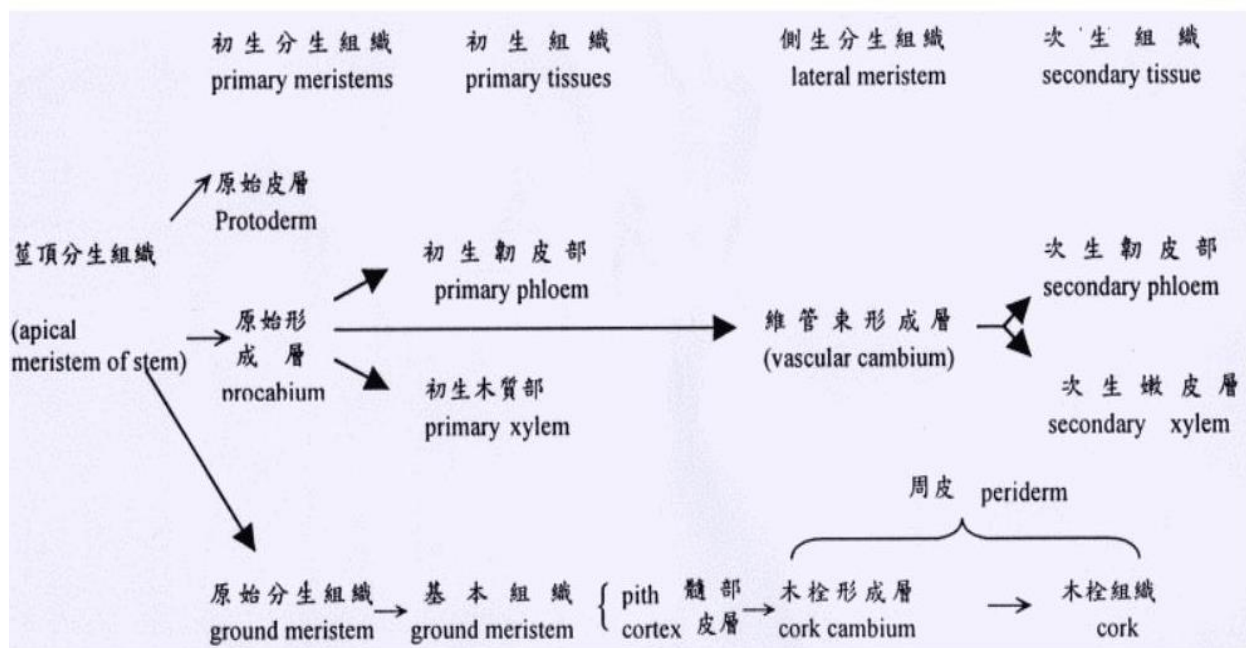 初生分生組織
primary meristems
初生組織
primary tissues
側生分生組織
lateral meristem
次生組織
secondary tissue
原始皮層
Protoderm
莖頂分生組織
(apical
meristem of stem)
原始形
成層
procabium
初生韌皮部
primary phloem
初生木質部
primary xylem
維管束形成層
(vascular cambium)
次生韌皮部
secondary phloem
次生嫩皮層
secondary xylem
周皮 periderm
原始分生組織
ground meristem
基本組織
ground meristem
pith 髓部
cortex 皮層
木栓形成層
cork cambium
木栓組織
cork